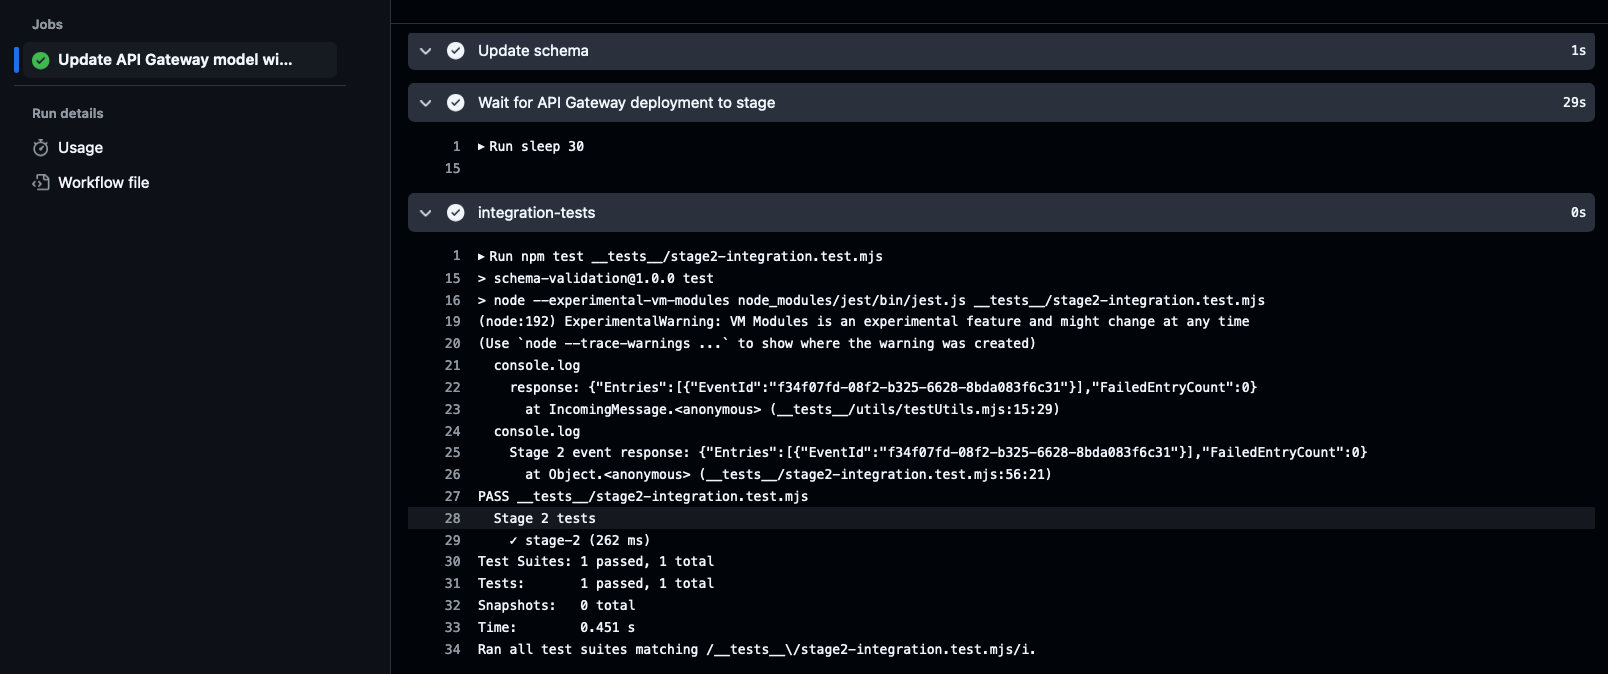 Jobs
Update API Gateway model wi...
Run details
Usage
Workflow file
Update schema 1s
Wait for API Gateway deployment to stage 29s
1 ▶ Run sleep 30
15
integration-tests 0s
1 ▶ Run npm test __tests__/stage2-integration.test.mjs
15 > schema-validation@1.0.0 test
16 > node --experimental-vm-modules node_modules/jest/bin/jest.js __tests__/stage2-integration.test.mjs
19 (node:192) ExperimentalWarning: VM Modules is an experimental feature and might change at any time
20 (Use `node --trace-warnings ...` to show where the warning was created)
21 console.log
22 response: {"Entries":[{"EventId":"f34f07fd-08f2-b325-6628-8bda083f6c31"}],"FailedEntryCount":0}
23 at IncomingMessage.<anonymous> (__tests__/utils/testUtils.mjs:15:29)
24 console.log
25 Stage 2 event response: {"Entries":[{"EventId":"f34f07fd-08f2-b325-6628-8bda083f6c31"}],"FailedEntryCount":0}
26 at Object.<anonymous> (__tests__/stage2-integration.test.mjs:56:21)
27 PASS __tests__/stage2-integration.test.mjs
28 Stage 2 tests
29 ✓ stage-2 (262 ms)
30 Test Suites: 1 passed, 1 total
31 Tests: 1 passed, 1 total
32 Snapshots: 0 total
33 Time: 0.451 s
34 Ran all test suites matching /__tests__\/stage2-integration.test.mjs/i.